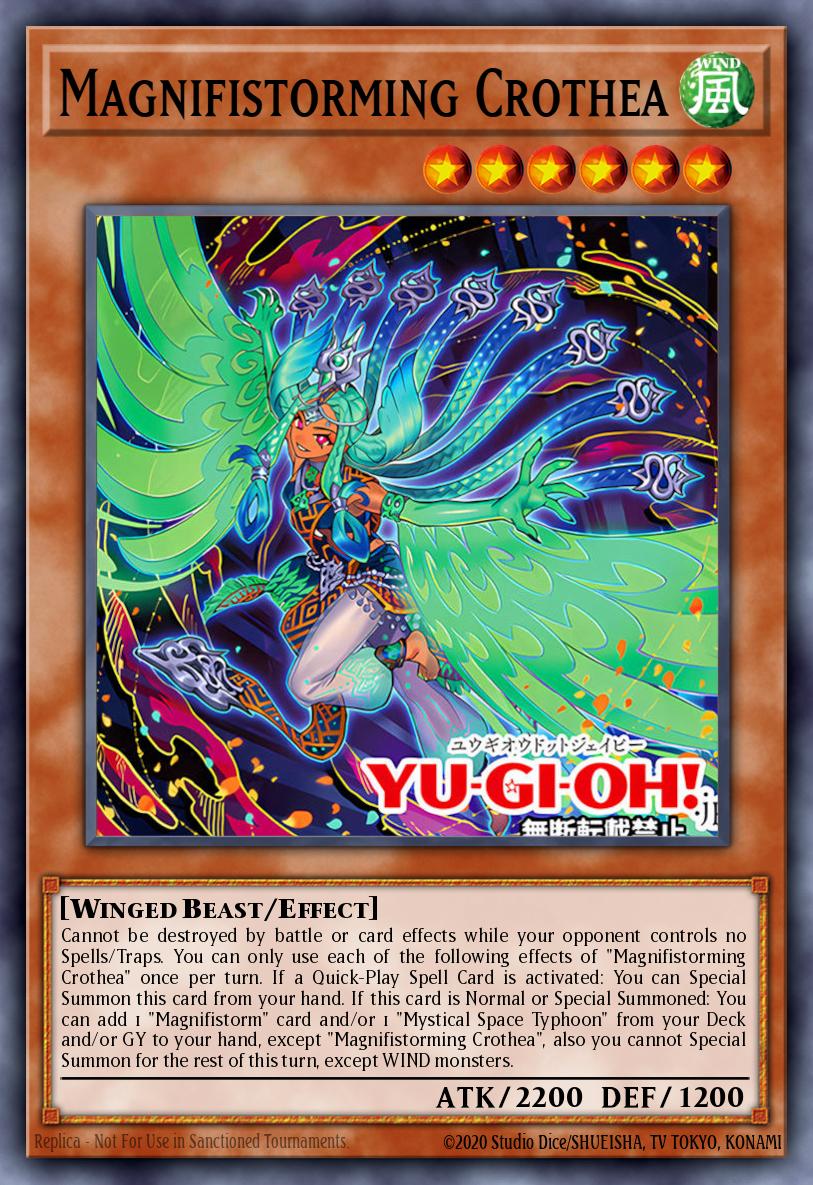 Magnifistorming Crothea
WIND
風
ユウギオウドットジェイピー
YU-GI-OH!
.jp
無断転載禁止
[Winged Beast/Effect]
Cannot be destroyed by battle or card effects while your opponent controls no
Spells/Traps. You can only use each of the following effects of "Magnifistorming
Crothea" once per turn. If a Quick-Play Spell Card is activated: You can Special
Summon this card from your hand. If this card is Normal or Special Summoned: You
can add 1 "Magnifistorm" card and/or 1 "Mystical Space Typhoon" from your Deck
and/or GY to your hand, except "Magnifistorming Crothea", also you cannot Special
Summon for the rest of this turn, except WIND monsters.
ATK/2200 DEF/1200
Replica - Not For Use in Sanctioned Tournaments.
©2020 Studio Dice/SHUEISHA, TV TOKYO, KONAMI